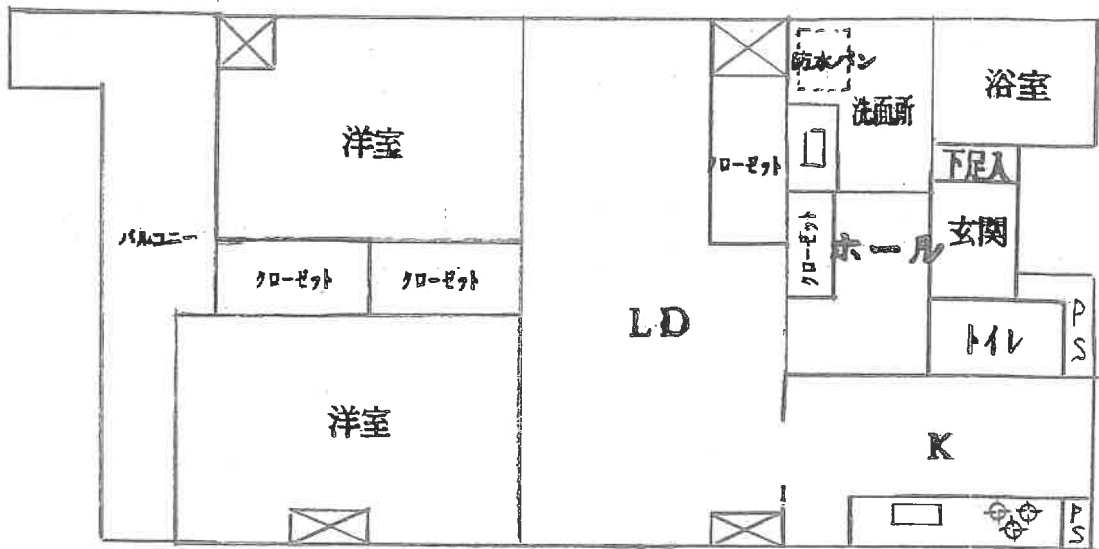 防水パン
浴室
洗面所
洋室
クローゼット
下足入
クローゼット
玄関
ホール
バルコニー
クローゼット
クローゼット
LD
トイレ
PS
洋室
K
PS